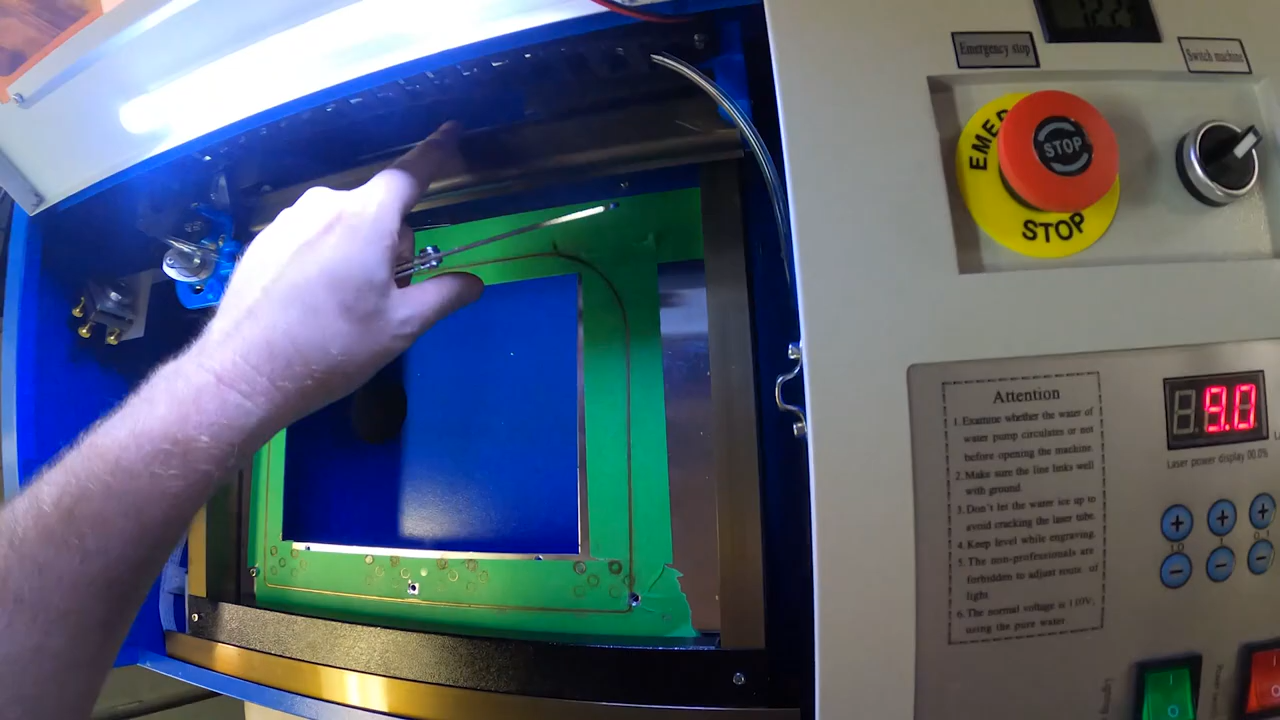 Emergency stop
Switch machine
EMER
STOP
STOP
Attention
1. Examine whether the water of
water pump circulates or not
before opening the machine.
2. Make sure the line links well
with ground.
3. Don't let the water ice up to
avoid cracking the laser tube.
4. Keep level while engraving.
5. The non-professionals are
forbidden to adjust route of
light.
6. The normal voltage is 110V,
using the pure water
9.0
Laser power display 00.0%
+ + +
10 1
- - -